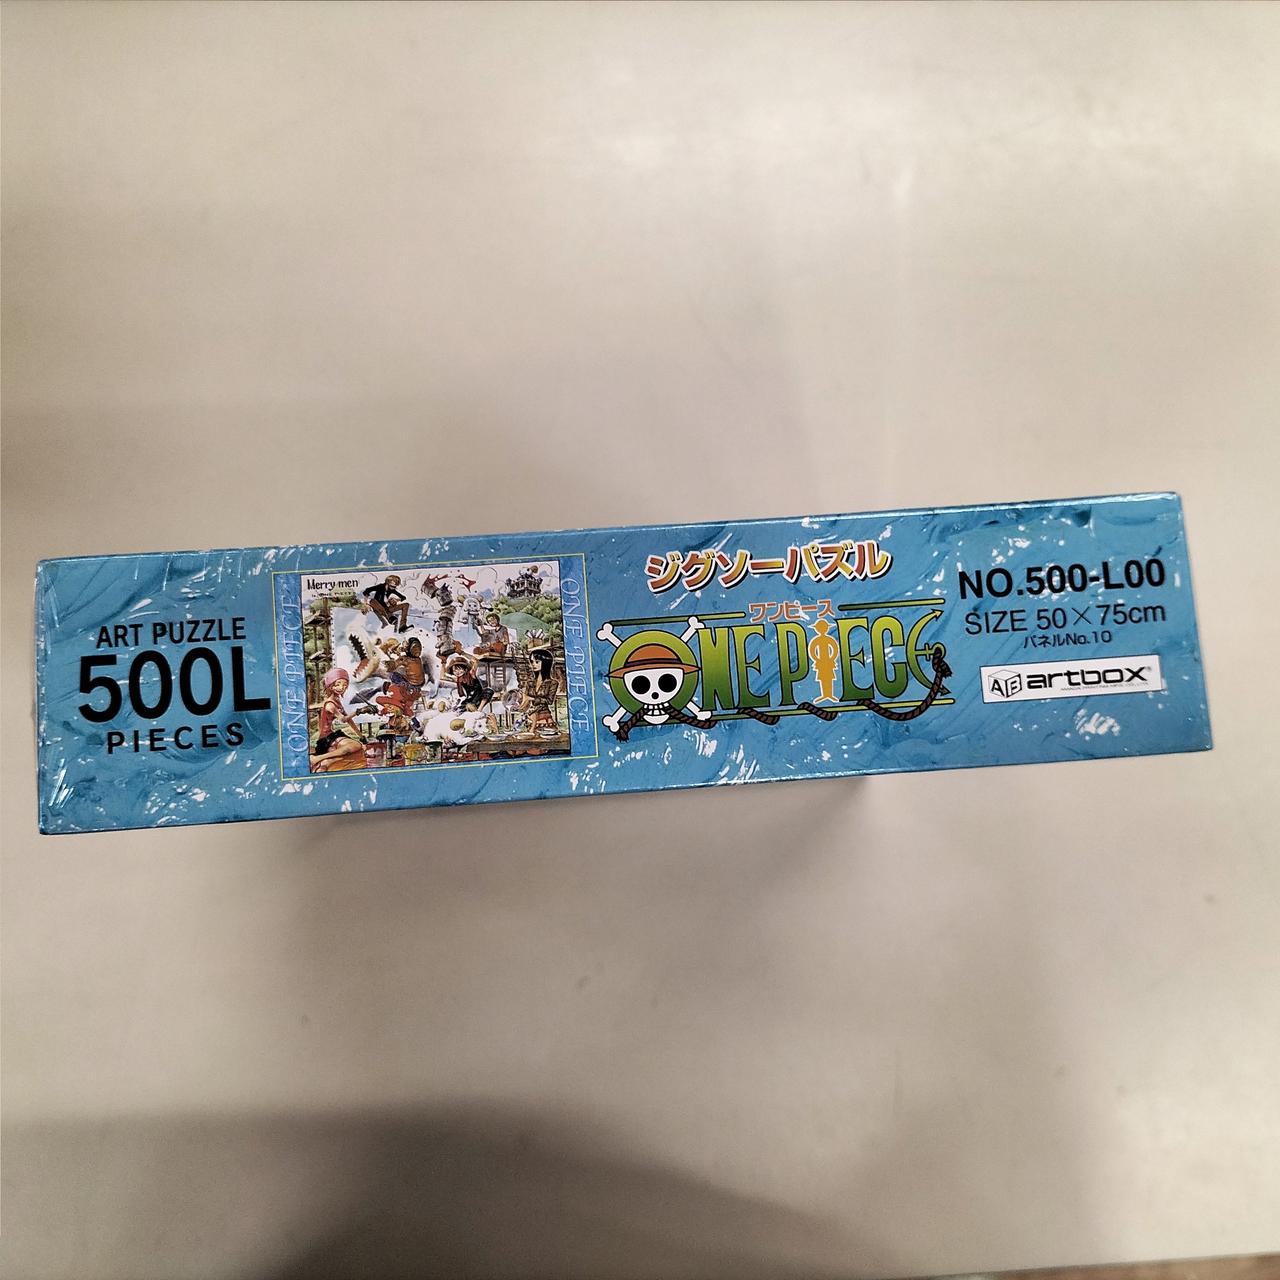 ART PUZZLE
500L
PIECES
ONE PIECE
Merry men
ONE PIECE
ジグソーパズル
ワンピース
ONE PIECE
NO.500-L00
SIZE 50×75cm
パネルNo.10
AB artbox